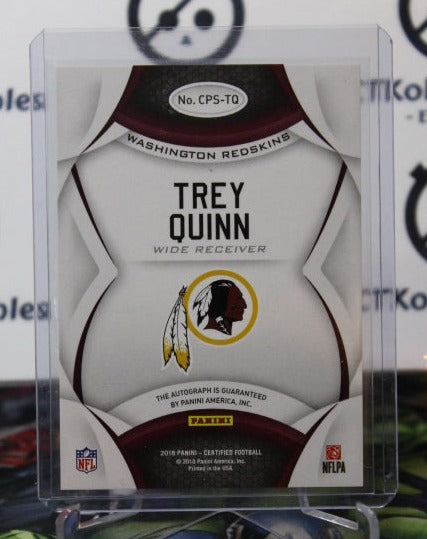 No. CPS-TQ
WASHINGTON REDSKINS
TREY
QUINN
WIDE RECEIVER
THE AUTOGRAPH IS GUARANTEED
BY PANINI AMERICA, INC.
PANINI
2018 PANINI - CERTIFIED FOOTBALL
© 2018 Panini America, Inc.
Printed in the USA.
NFL
NFLPA